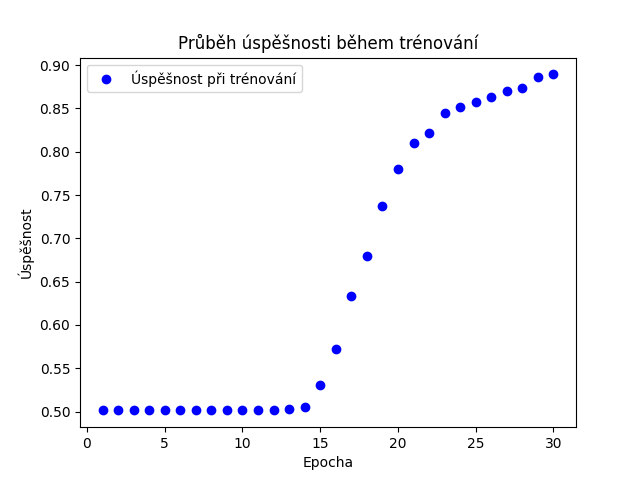 Průběh úspěšnosti během trénování
Úspěšnost při trénování
Úspěšnost
0.90
0.85
0.80
0.75
0.70
0.65
0.60
0.55
0.50
0 5 10 15 20 25 30
Epocha